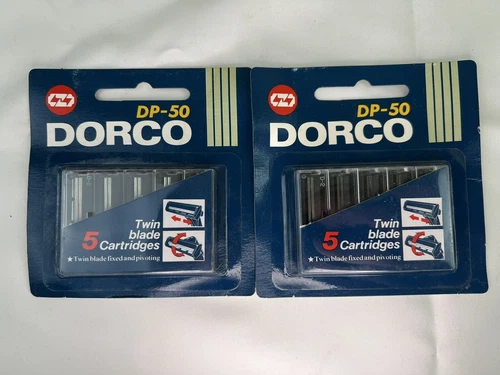 DP-50
DORCO
Twin
blade
5 Cartridges
★ Twin blade fixed and pivoting
DP-50
DORCO
Twin
blade
5 Cartridges
★ Twin blade fixed and pivoting